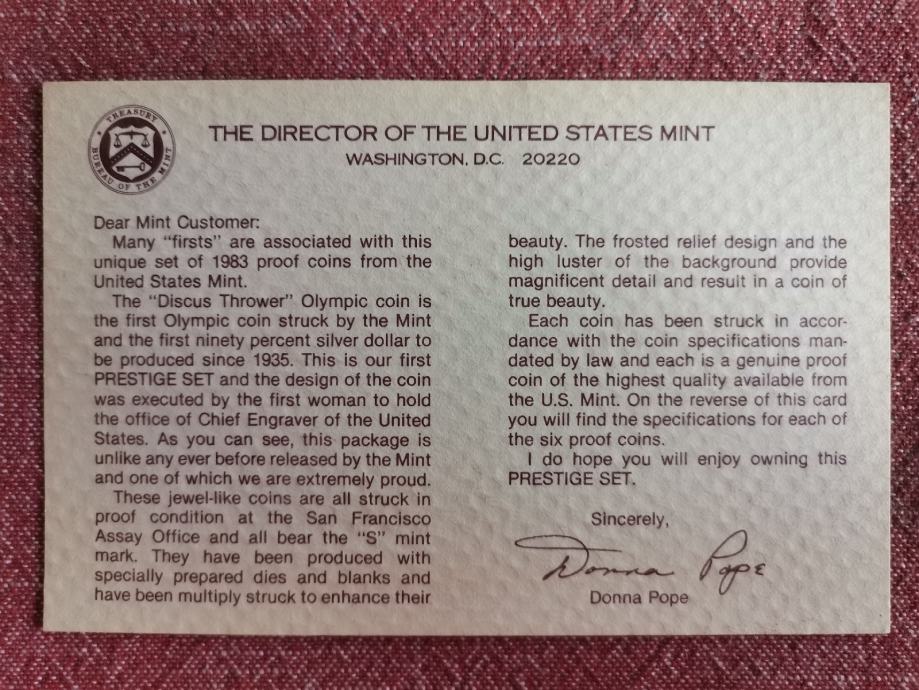 TREASURY
BUREAU OF THE MINT
THE DIRECTOR OF THE UNITED STATES MINT
WASHINGTON, D.C. 20220
Dear Mint Customer:
Many "firsts" are associated with this
unique set of 1983 proof coins from the
United States Mint.
The "Discus Thrower" Olympic coin is
the first Olympic coin struck by the Mint
and the first ninety percent silver dollar to
be produced since 1935. This is our first
PRESTIGE SET and the design of the coin
was executed by the first woman to hold
the office of Chief Engraver of the United
States. As you can see, this package is
unlike any ever before released by the Mint
and one of which we are extremely proud.
These jewel-like coins are all struck in
proof condition at the San Francisco
Assay Office and all bear the "S" mint
mark. They have been produced with
specially prepared dies and blanks and
have been multiply struck to enhance their
beauty. The frosted relief design and the
high luster of the background provide
magnificent detail and result in a coin of
true beauty.
Each coin has been struck in accor-
dance with the coin specifications man-
dated by law and each is a genuine proof
coin of the highest quality available from
the U.S. Mint. On the reverse of this card
you will find the specifications for each of
the six proof coins.
I do hope you will enjoy owning this
PRESTIGE SET.
Sincerely,
Donna Pope
Donna Pope